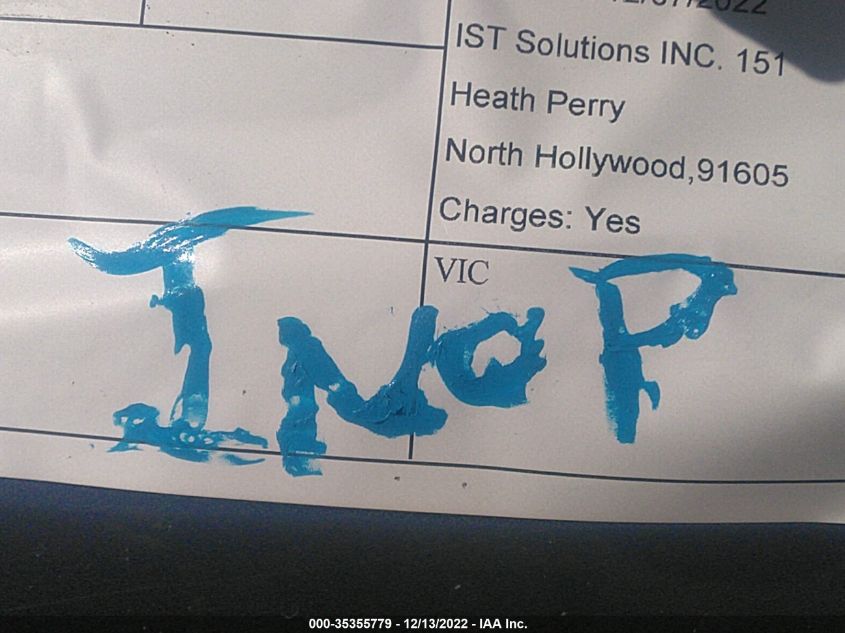 IST Solutions INC. 151
Heath Perry
North Hollywood,91605
Charges: Yes
VIC
INOP
000-35355779 - 12/13/2022 - IAA Inc.